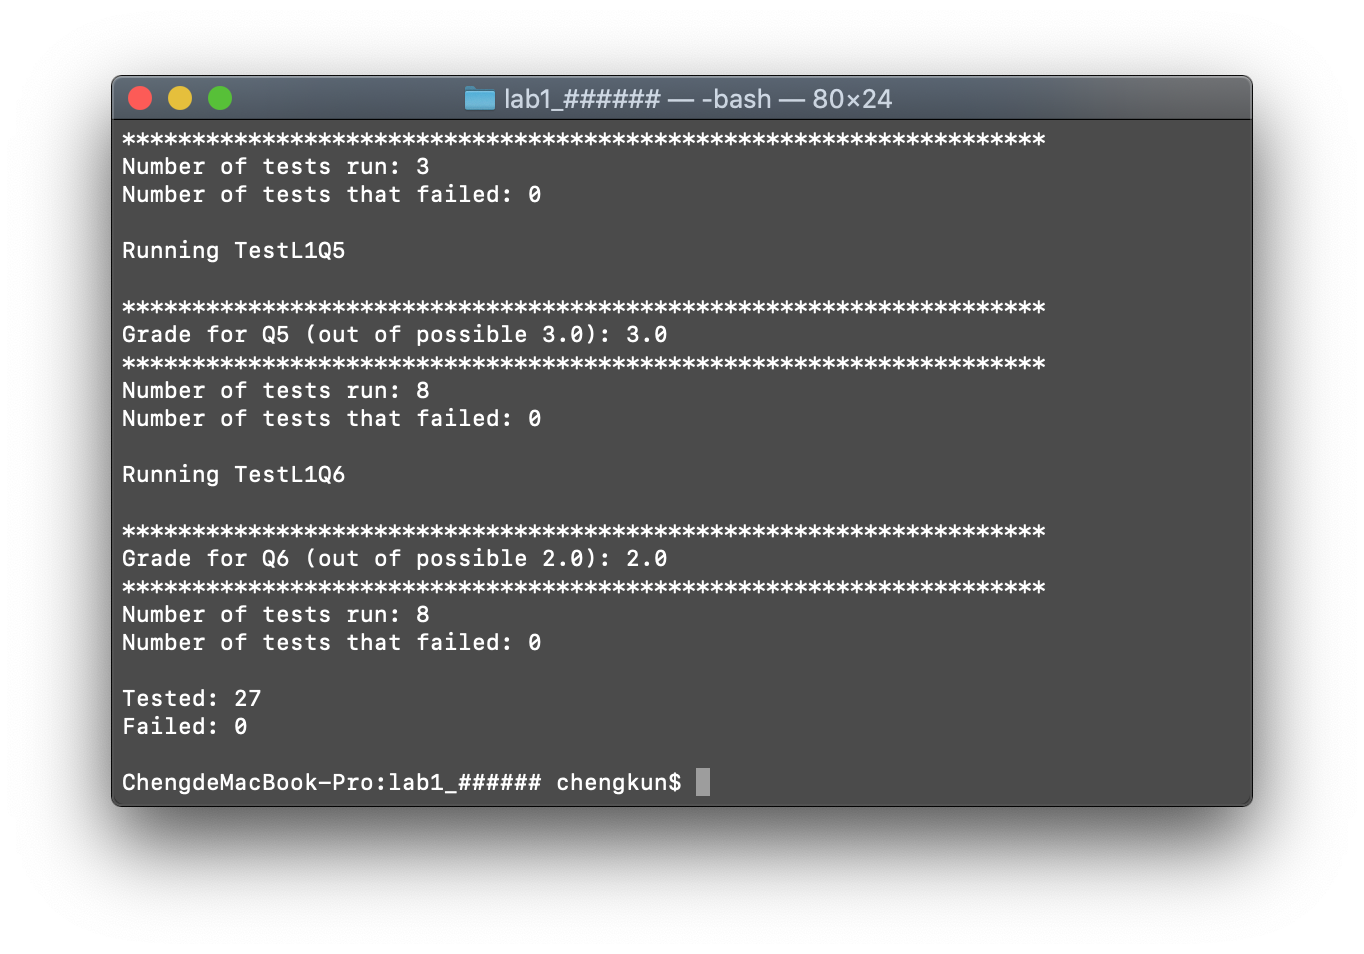 lab1_###### — -bash — 80×24
******************************************************************
Number of tests run: 3
Number of tests that failed: 0
Running TestL1Q5
******************************************************************
Grade for Q5 (out of possible 3.0): 3.0
******************************************************************
Number of tests run: 8
Number of tests that failed: 0
Running TestL1Q6
******************************************************************
Grade for Q6 (out of possible 2.0): 2.0
******************************************************************
Number of tests run: 8
Number of tests that failed: 0
Tested: 27
Failed: 0
ChengdeMacBook-Pro:lab1_###### chengkun$